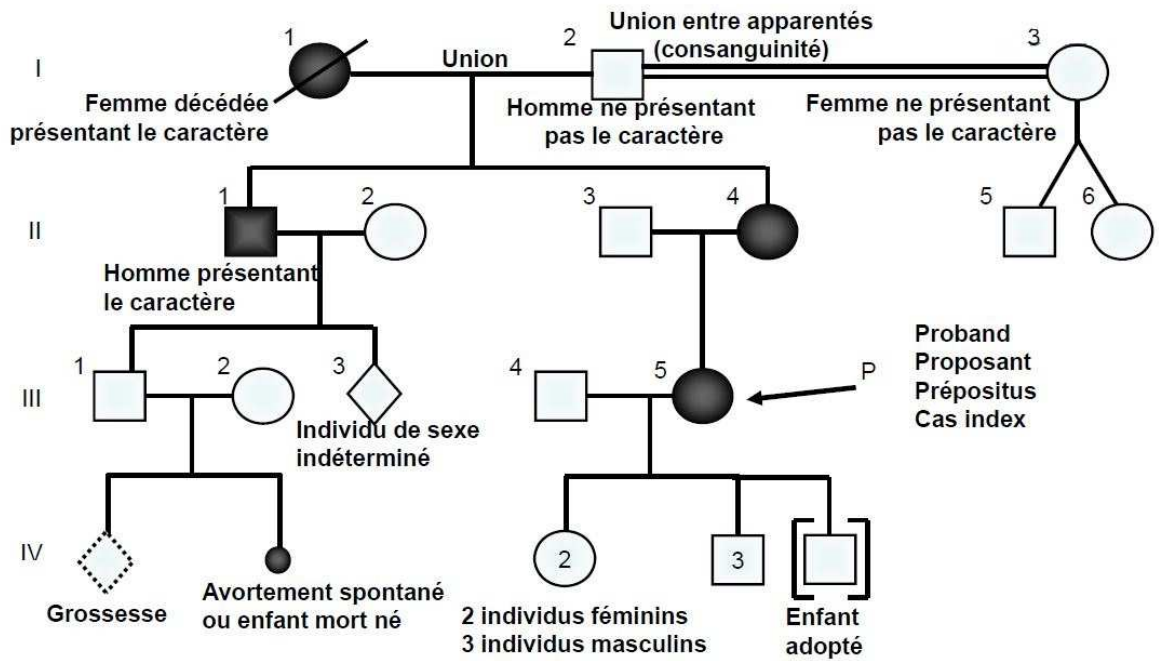 Union entre apparentés
(consanguinité)
1
2
3
I
Union
Femme décédée
présentant le caractère
Homme ne présentant
pas le caractère
Femme ne présentant
pas le caractère
1
2
3
4
5
6
II
Homme présentant
le caractère
1
2
3
4
5
P
III
Proband
Proposant
Prépositus
Cas index
Individu de sexe
indéterminé
IV
2
3
Grossesse
Avortement spontané
ou enfant mort né
2 individus féminins
3 individus masculins
Enfant
adopté